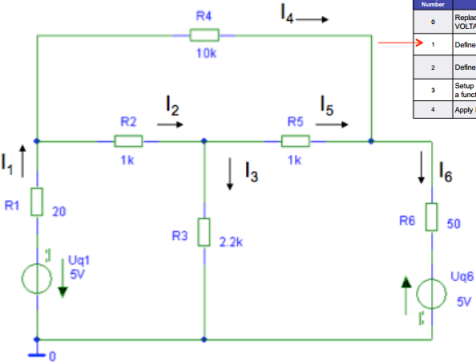 Number
R4
I4
10k
0
Replac
VOLTA
1
Define
2
Define
3
Setup
a funct
4
Apply
R2
I2
R5
I5
1k
1k
I1
I3
I6
R1
20
R3
2.2k
R6
50
Uq1
5V
Uq6
5V
0